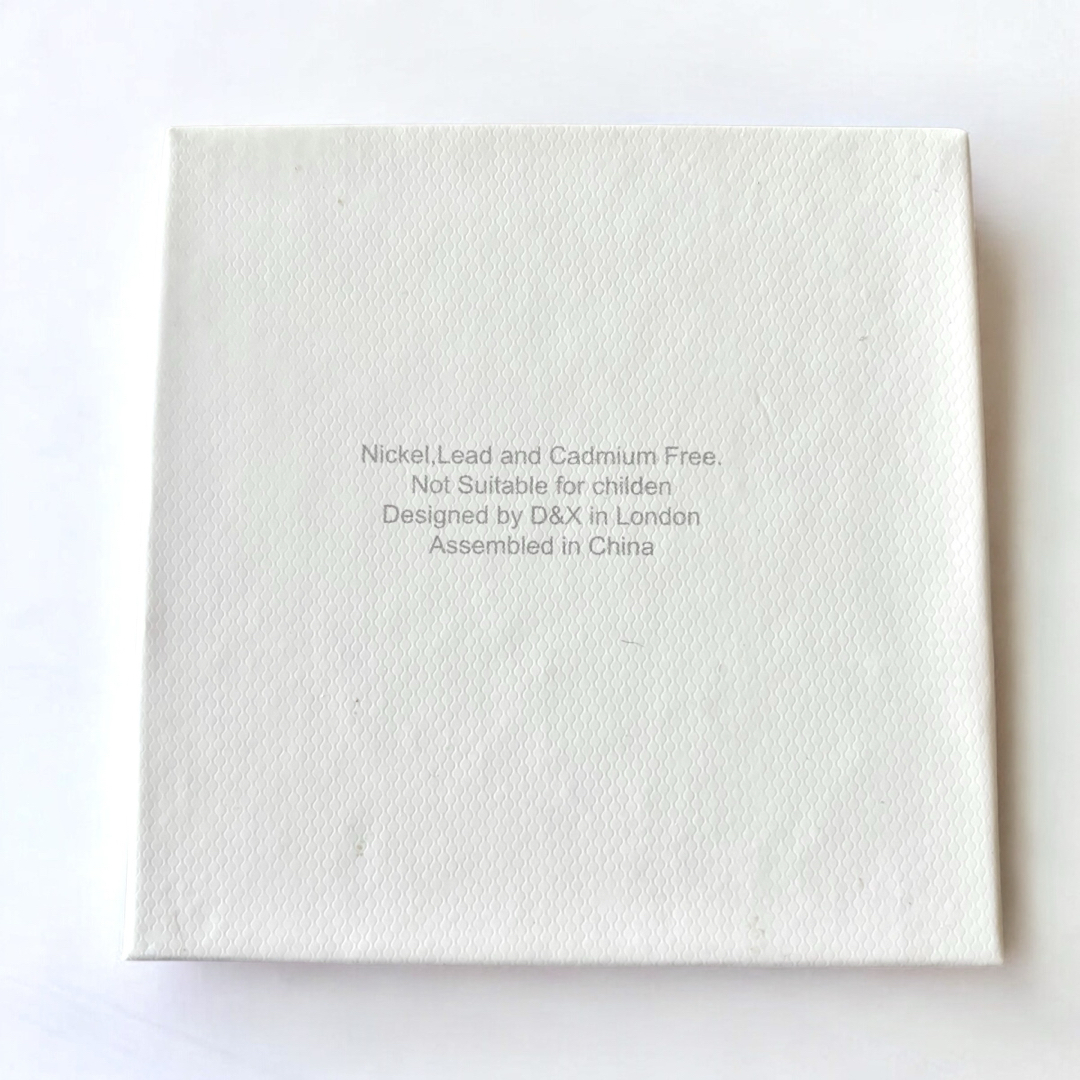 Nickel,Lead and Cadmium Free.
Not Suitable for childen
Designed by D&X in London
Assembled in China